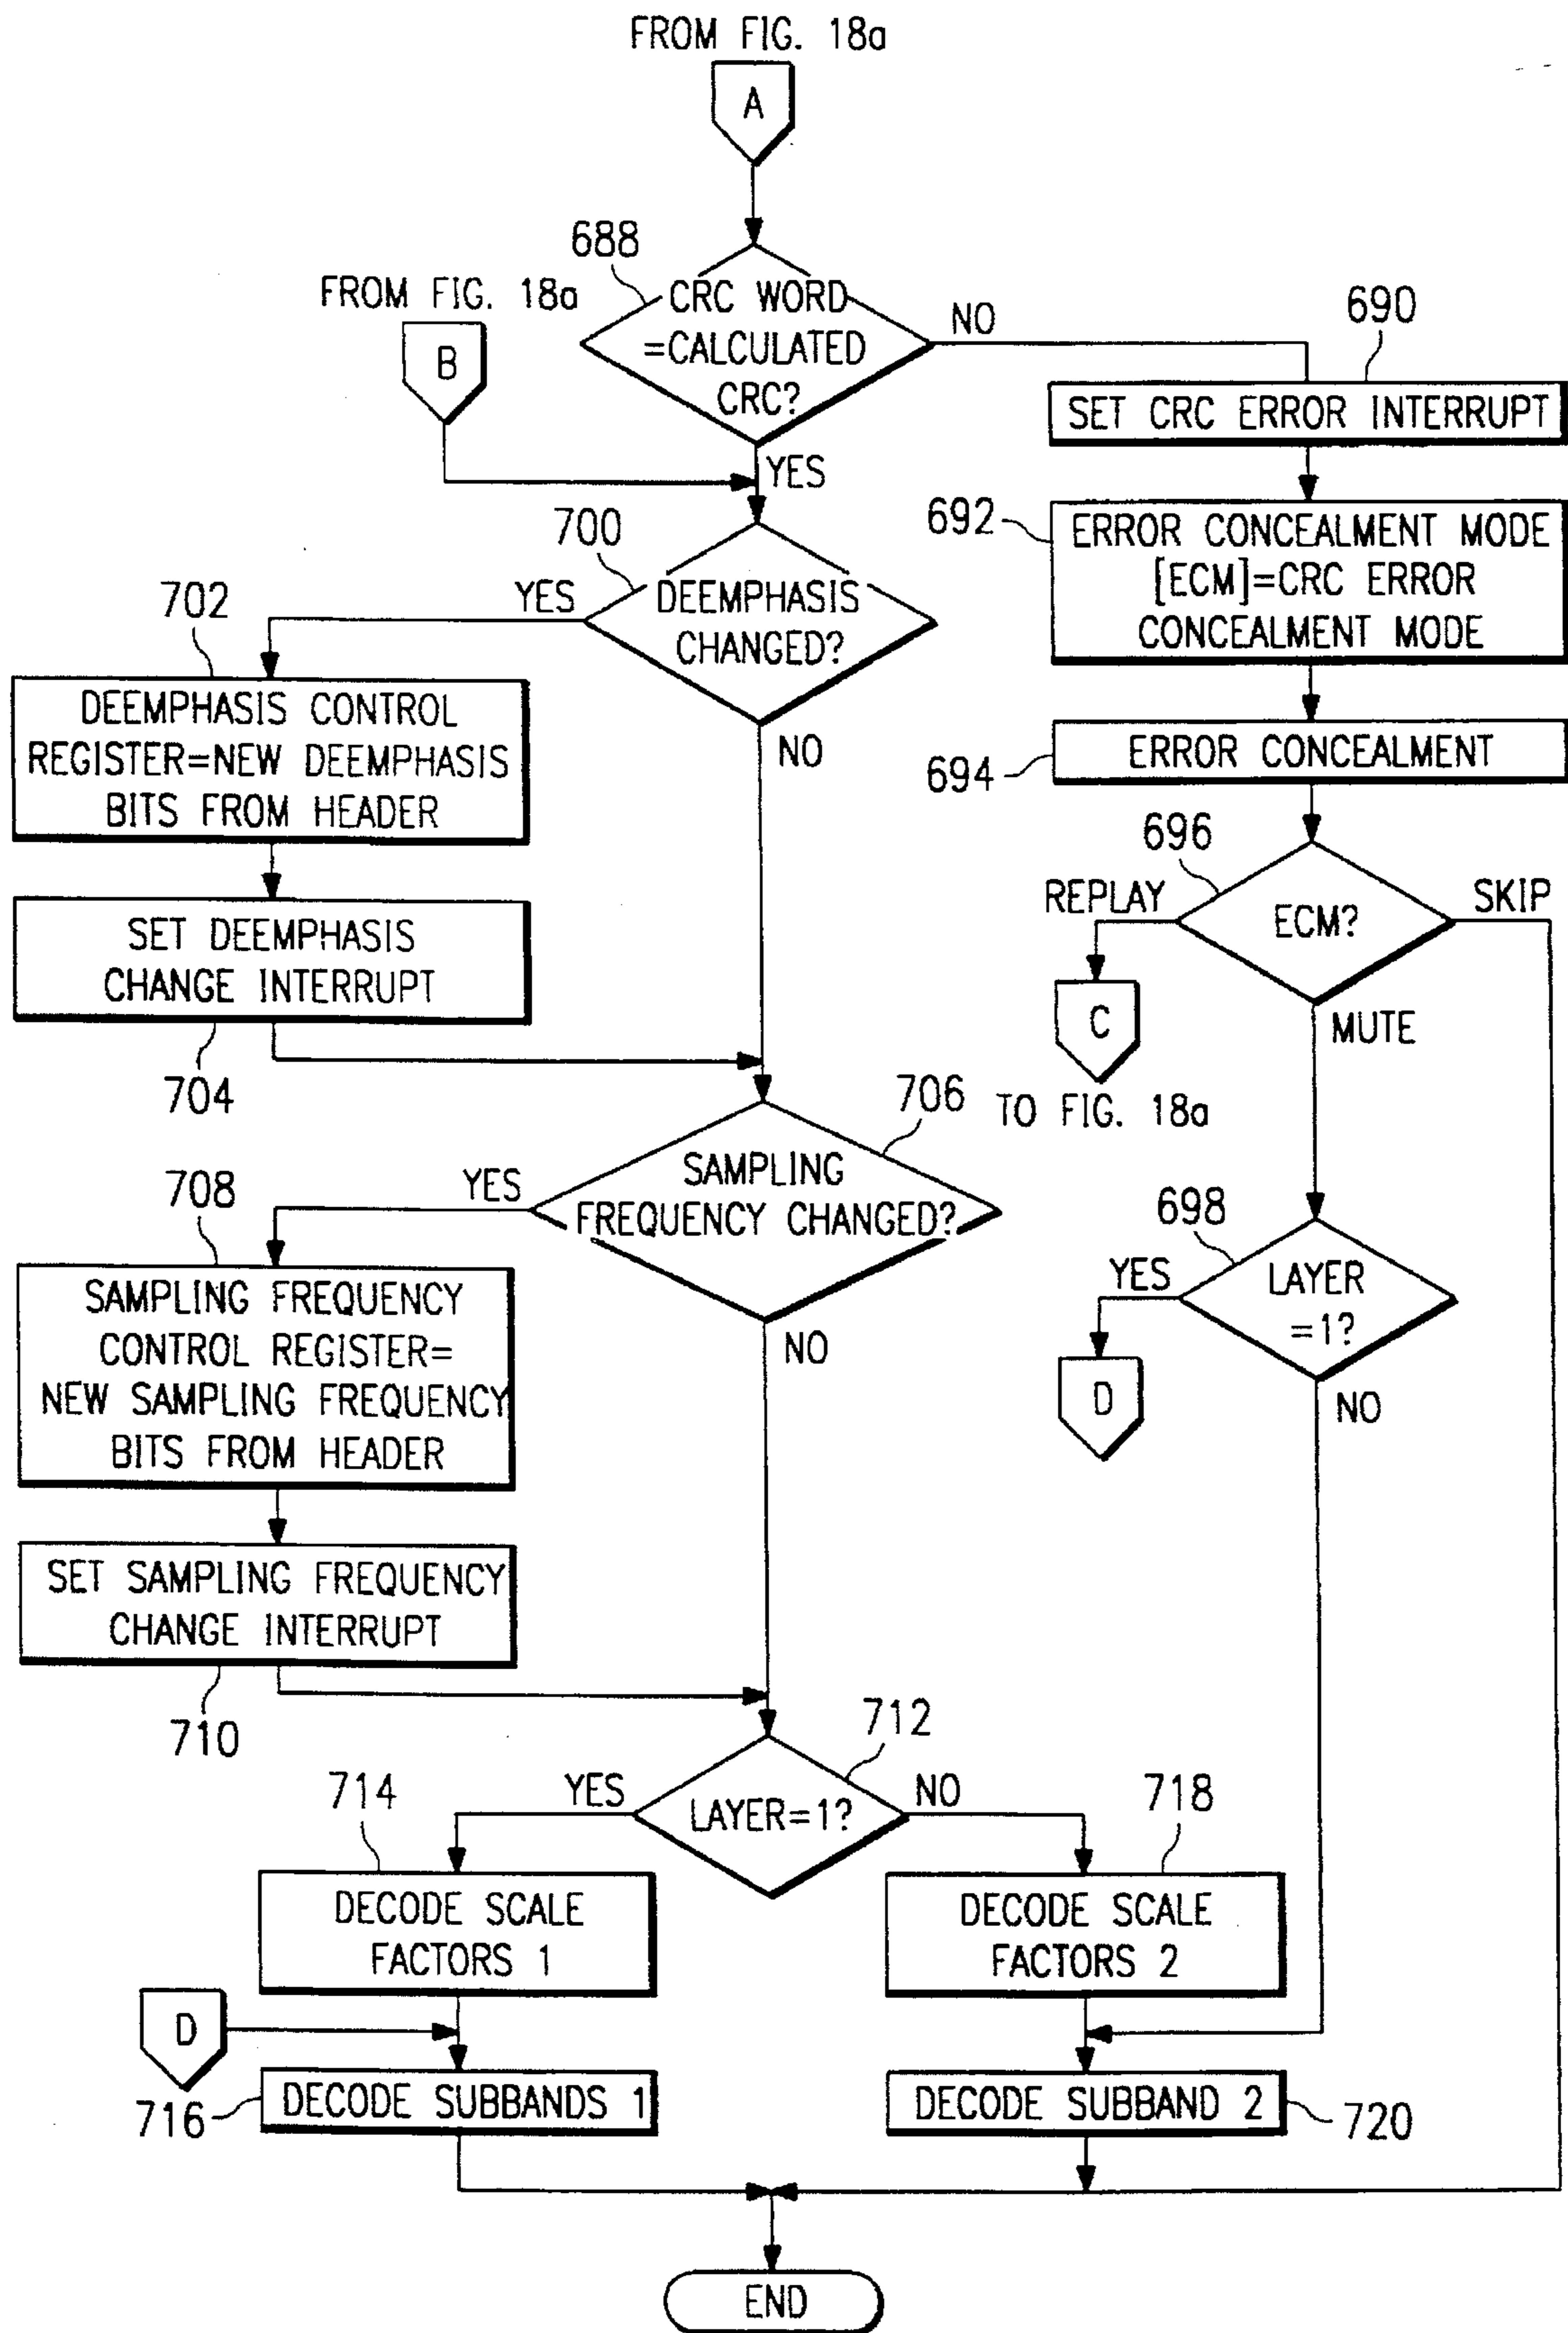 FROM FIG. 18a
A
688
FROM FIG. 18a
B
CRC WORD
=CALCULATED
CRC?
NO
YES
690
SET CRC ERROR INTERRUPT
692
ERROR CONCEALMENT MODE
[ECM]=CRC ERROR
CONCEALMENT MODE
694
ERROR CONCEALMENT
696
REPLAY
ECM?
SKIP
C
MUTE
TO FIG. 18a
698
YES
LAYER
=1?
D
NO
700
YES
DEEMPHASIS
CHANGED?
NO
702
DEEMPHASIS CONTROL
REGISTER=NEW DEEMPHASIS
BITS FROM HEADER
SET DEEMPHASIS
CHANGE INTERRUPT
704
706
YES
SAMPLING
FREQUENCY CHANGED?
NO
708
SAMPLING FREQUENCY
CONTROL REGISTER=
NEW SAMPLING FREQUENCY
BITS FROM HEADER
SET SAMPLING FREQUENCY
CHANGE INTERRUPT
710
712
YES
LAYER=1?
NO
714
DECODE SCALE
FACTORS 1
718
DECODE SCALE
FACTORS 2
D
716
DECODE SUBBANDS 1
DECODE SUBBAND 2
720
END